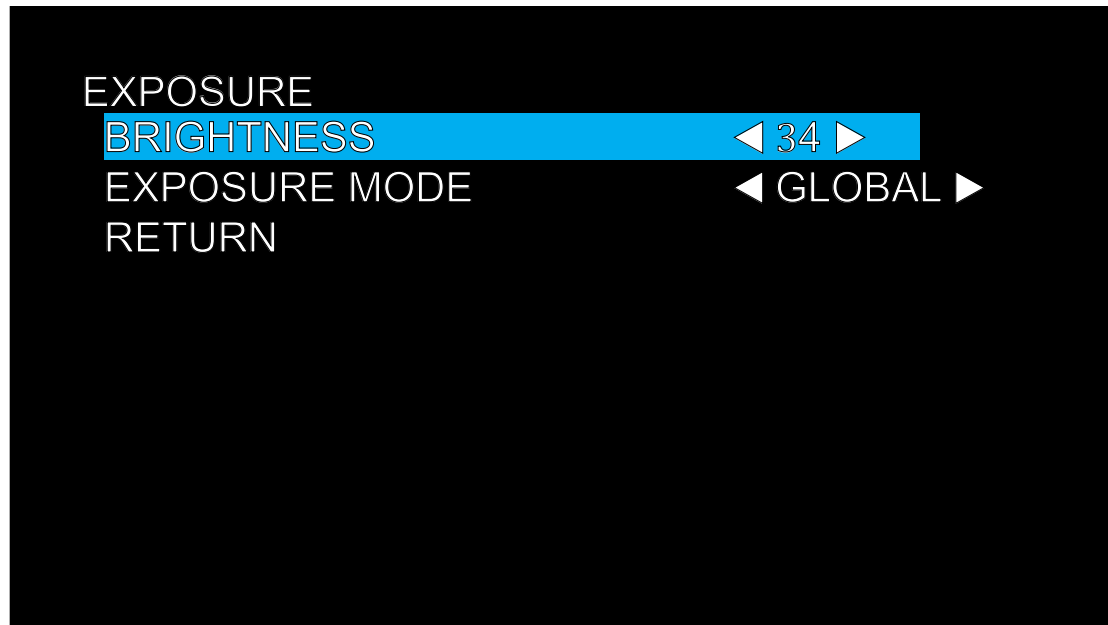 EXPOSURE
BRIGHTNESS ◀ 34 ▶
EXPOSURE MODE ◀ GLOBAL ▶
RETURN